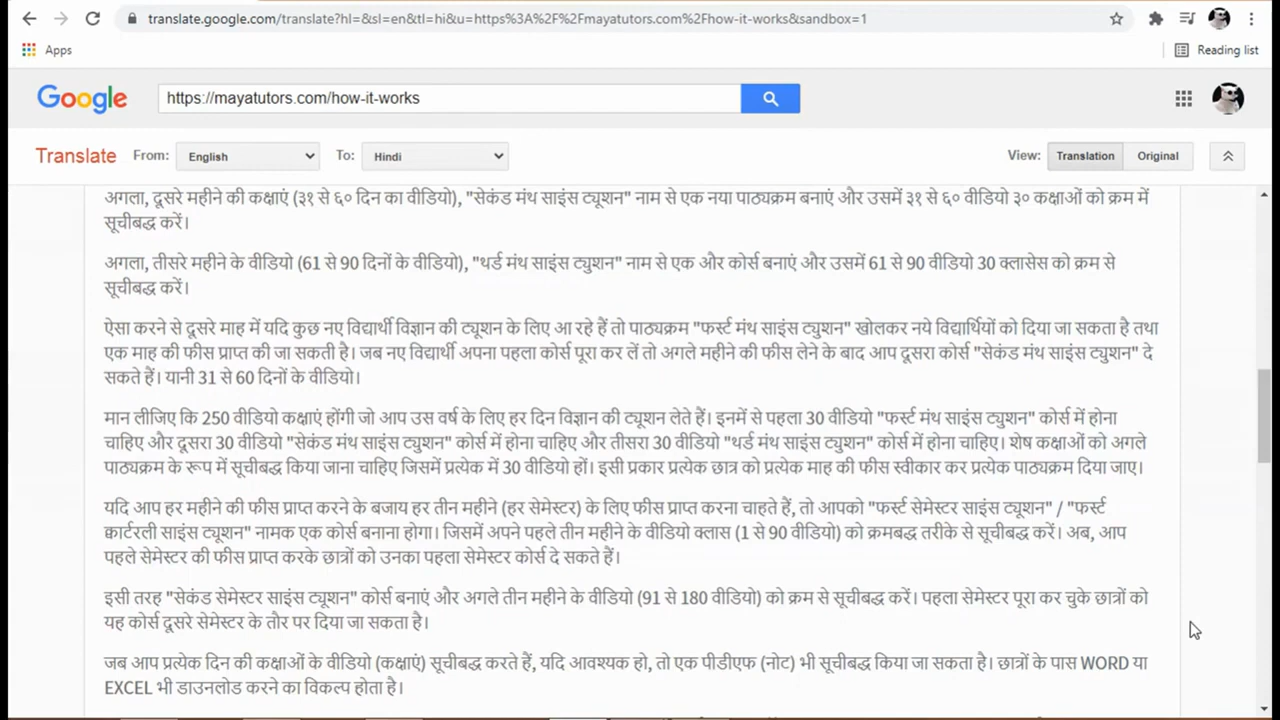 translate.google.com/translate?hl=&sl=en&tl=hi&u=https%3A%2F%2Fmayatutors.com%2Fhow-it-works&sandbox=1
Apps
Reading list
Google
https://mayatutors.com/how-it-works
Translate From: English To: Hindi View: Translation Original
अगला, दूसरे महीने की कक्षाएं (३१ से ६० दिन का वीडियो), "सेकंड मंथ साइंस ट्यूशन" नाम से एक नया पाठ्यक्रम बनाएं और उसमें ३१ से ६० वीडियो ३० कक्षाओं को क्रम में
सूचीबद्ध करें।
अगला, तीसरे महीने के वीडियो (61 से 90 दिनों के वीडियो), "थर्ड मंथ साइंस ट्युशन" नाम से एक और कोर्स बनाएं और उसमें 61 से 90 वीडियो 30 क्लासेस को क्रम से
सूचीबद्ध करें।
ऐसा करने से दूसरे माह में यदि कुछ नए विद्यार्थी विज्ञान की ट्यूशन के लिए आ रहे हैं तो पाठ्यक्रम "फर्स्ट मंथ साइंस ट्युशन" खोलकर नये विद्यार्थियों को दिया जा सकता है तथा
एक माह की फीस प्राप्त की जा सकती है। जब नए विद्यार्थी अपना पहला कोर्स पूरा कर लें तो अगले महीने की फीस लेने के बाद आप दूसरा कोर्स "सेकंड मंथ साइंस ट्युशन" दे
सकते हैं। यानी 31 से 60 दिनों के वीडियो।
मान लीजिए कि 250 वीडियो कक्षाएं होंगी जो आप उस वर्ष के लिए हर दिन विज्ञान की ट्यूशन लेते हैं। इनमें से पहला 30 वीडियो "फर्स्ट मंथ साइंस ट्युशन" कोर्स में होना
चाहिए और दूसरा 30 वीडियो "सेकंड मंथ साइंस ट्युशन" कोर्स में होना चाहिए और तीसरा 30 वीडियो "थर्ड मंथ साइंस ट्युशन" कोर्स में होना चाहिए। शेष कक्षाओं को अगले
पाठ्यक्रम के रूप में सूचीबद्ध किया जाना चाहिए जिसमें प्रत्येक में 30 वीडियो हों। इसी प्रकार प्रत्येक छात्र को प्रत्येक माह की फीस स्वीकार कर प्रत्येक पाठ्यक्रम दिया जाए।
यदि आप हर महीने की फीस प्राप्त करने के बजाय हर तीन महीने (हर सेमेस्टर) के लिए फीस प्राप्त करना चाहते हैं, तो आपको "फर्स्ट सेमेस्टर साइंस ट्यूशन" / "फर्स्ट
क्वार्टरली साइंस ट्यूशन" नामक एक कोर्स बनाना होगा। जिसमें अपने पहले तीन महीने के वीडियो क्लास (1 से 90 वीडियो) को क्रमबद्ध तरीके से सूचीबद्ध करें। अब, आप
पहले सेमेस्टर की फीस प्राप्त करके छात्रों को उनका पहला सेमेस्टर कोर्स दे सकते हैं।
इसी तरह "सेकंड सेमेस्टर साइंस ट्यूशन" कोर्स बनाएं और अगले तीन महीने के वीडियो (91 से 180 वीडियो) को क्रम से सूचीबद्ध करें। पहला सेमेस्टर पूरा कर चुके छात्रों को
यह कोर्स दूसरे सेमेस्टर के तौर पर दिया जा सकता है।
जब आप प्रत्येक दिन की कक्षाओं के वीडियो (कक्षाएं) सूचीबद्ध करते हैं, यदि आवश्यक हो, तो एक पीडीएफ (नोट) भी सूचीबद्ध किया जा सकता है। छात्रों के पास WORD या
EXCEL भी डाउनलोड करने का विकल्प होता है।